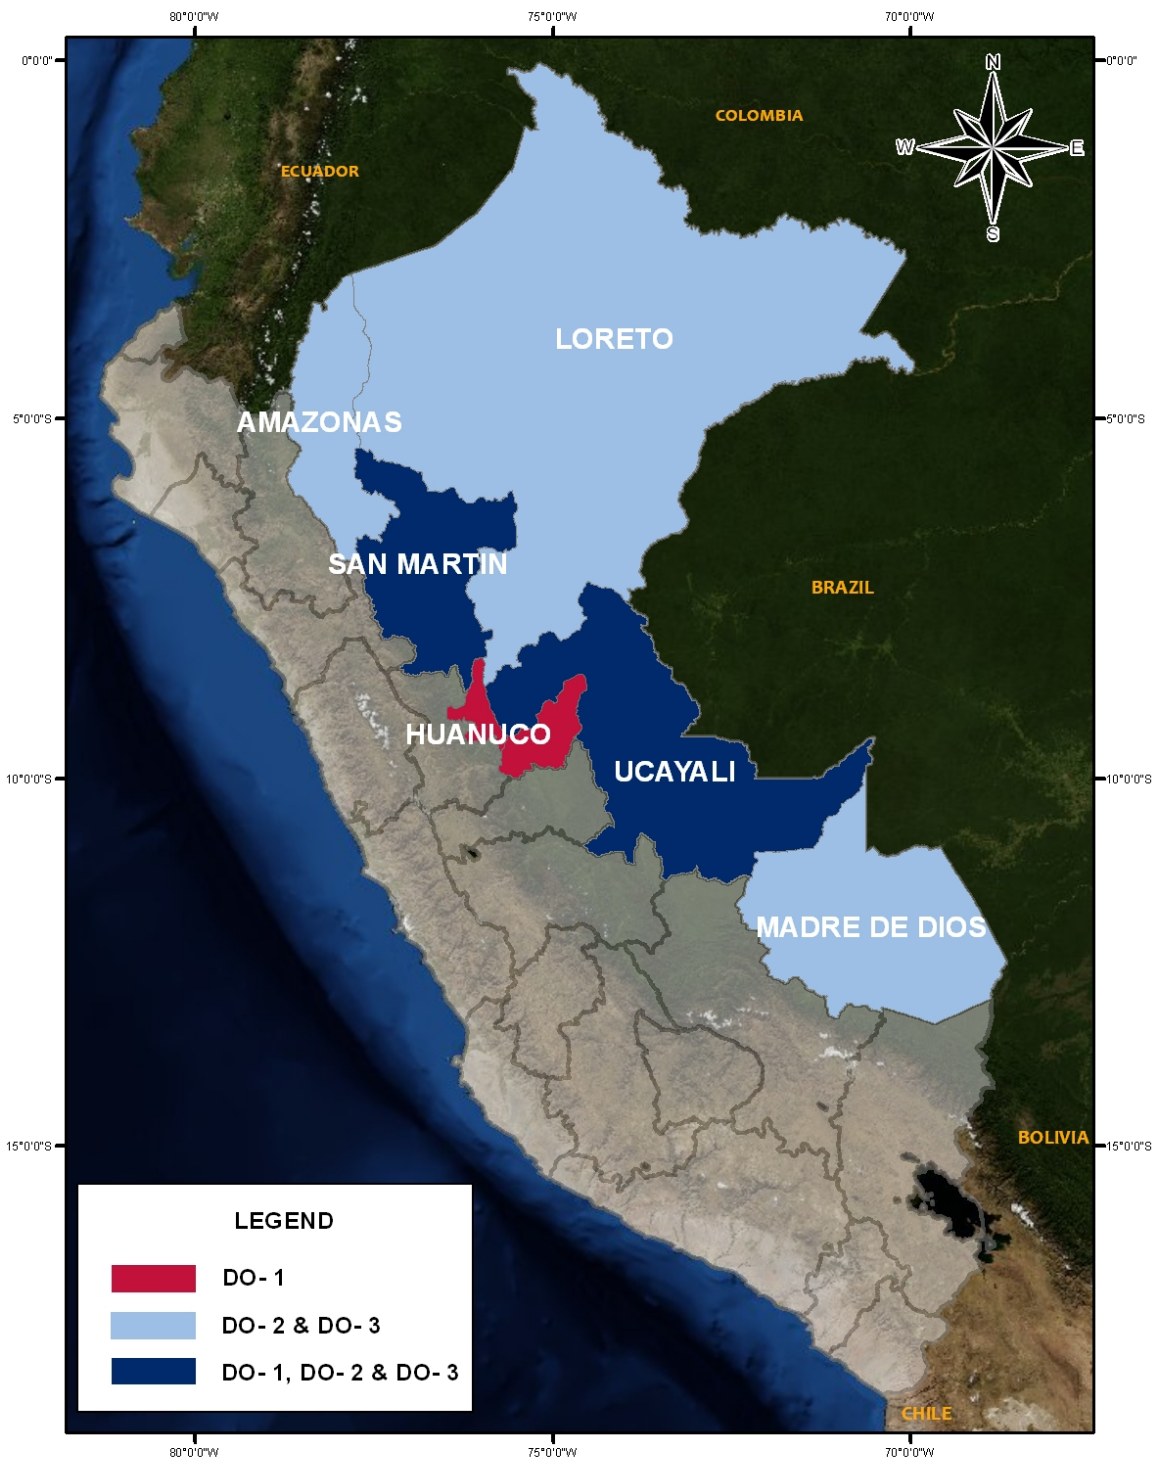 80°0'0"W
75°0'0"W
70°0'0"W
0°0'0"
0°0'0"
N
W
E
S
COLOMBIA
ECUADOR
LORETO
AMAZONAS
5°0'0"S
5°0'0"S
SAN MARTIN
BRAZIL
HUANUCO
UCAYALI
10°0'0"S
10°0'0"S
MADRE DE DIOS
BOLIVIA
15°0'0"S
15°0'0"S
LEGEND
DO- 1
DO- 2 & DO- 3
DO- 1, DO- 2 & DO- 3
CHILE
80°0'0"W
75°0'0"W
70°0'0"W